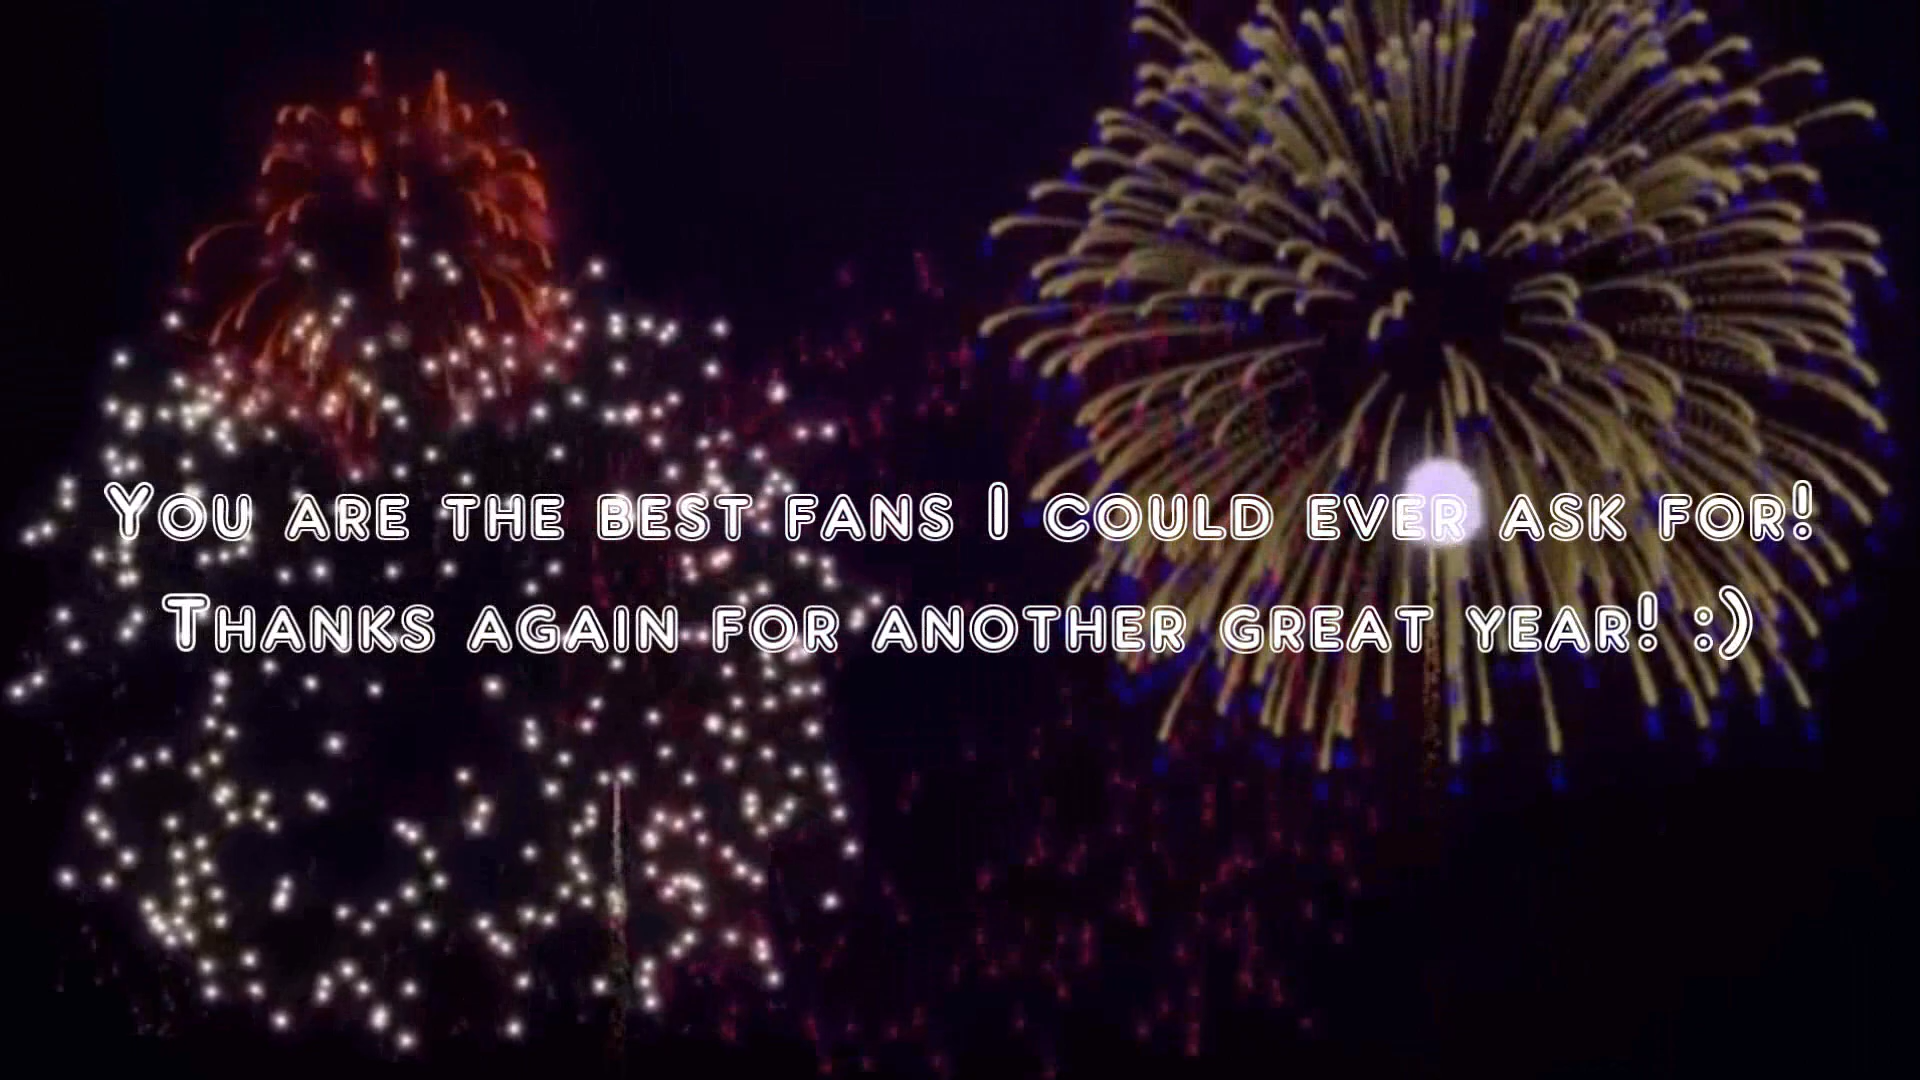 You are the best fans I could ever ask for!
Thanks again for another great year! :)